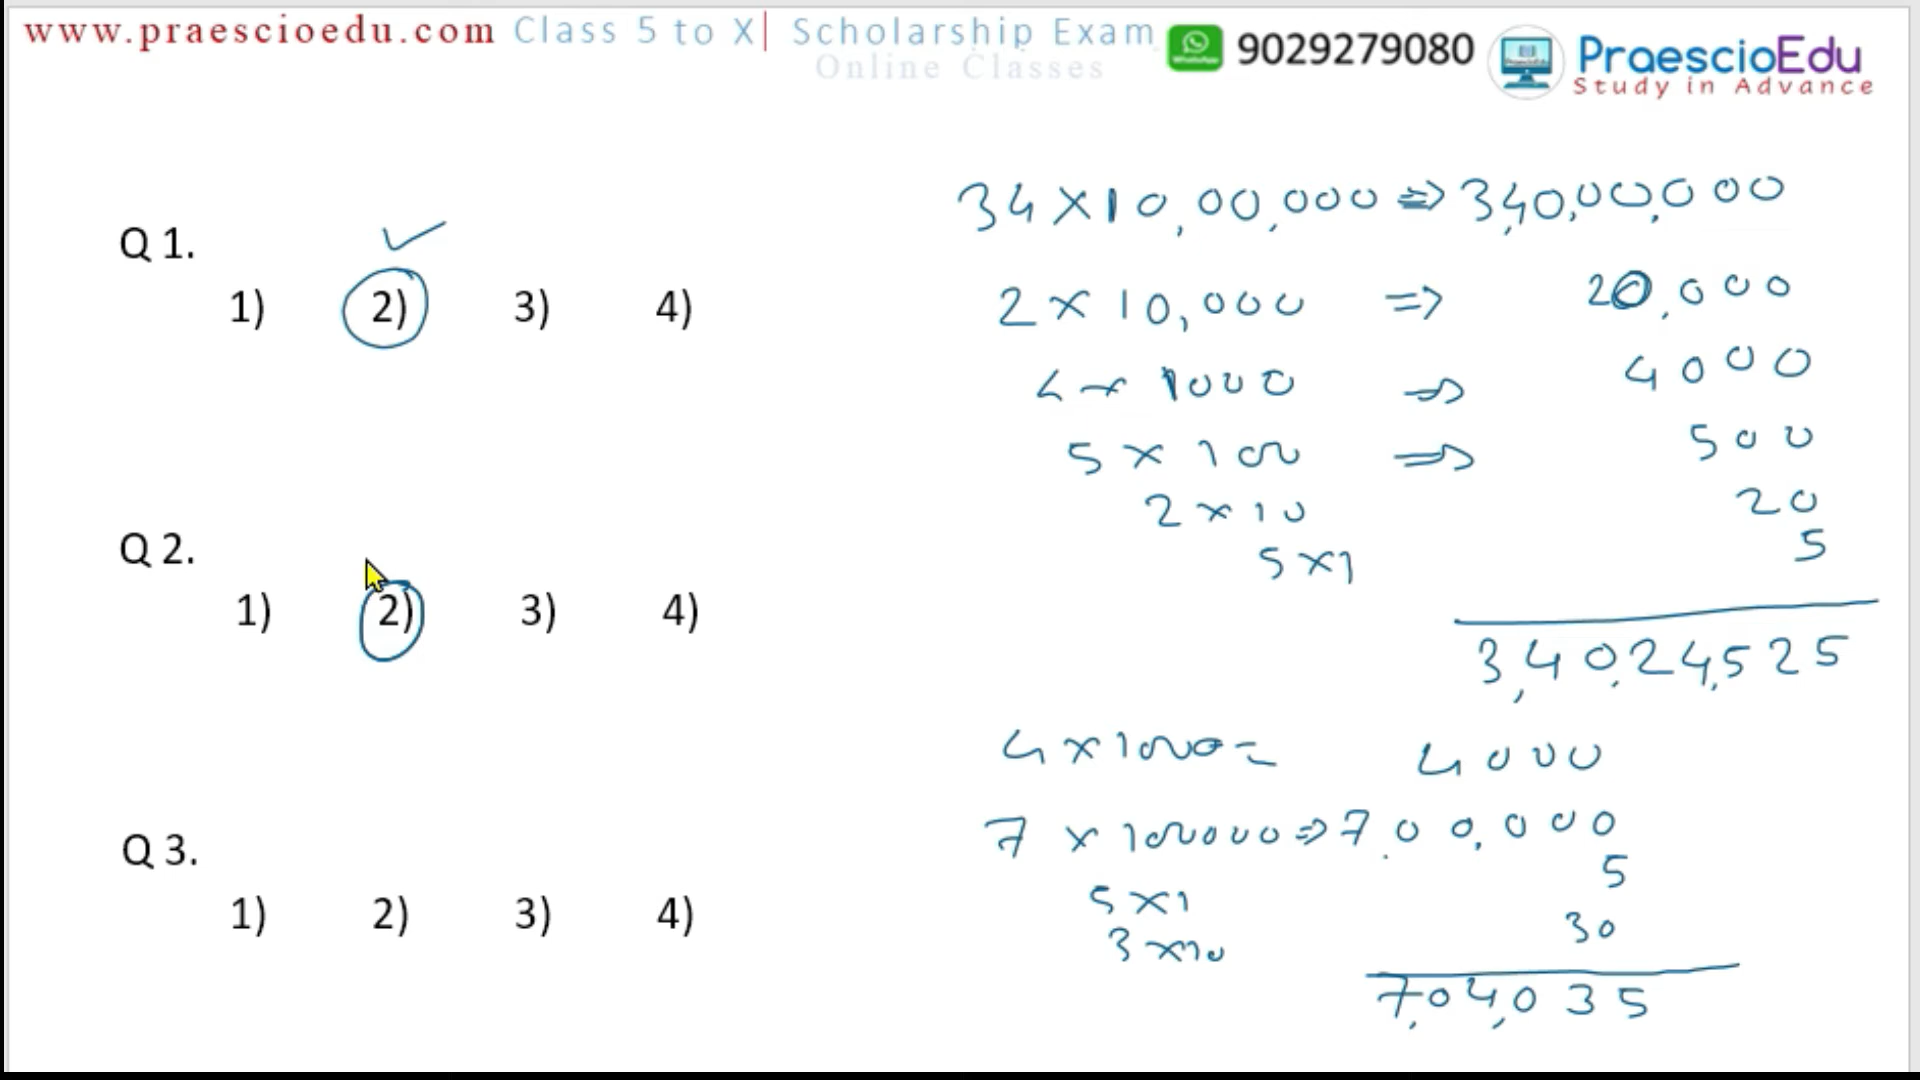 www.praescioedu.com Class 5 to X| Scholarship Exam
Online Classes
WhatsApp
9029279080
PraescioEdu
Study in Advance
Q 1.
1) 2) 3) 4)
Q 2.
1) 2) 3) 4)
Q 3.
1) 2) 3) 4)
34 × 10,00,000 => 3,40,00,000
2 × 10,000 => 20,000
4 × 1000 => 4000
5 × 100 => 500
2 × 10 20
5 × 1 5
3,40,24,525
4 × 1000 = 4000
7 × 100000 => 7,00,000
5 × 1 5
3 × 10 30
7,04,035